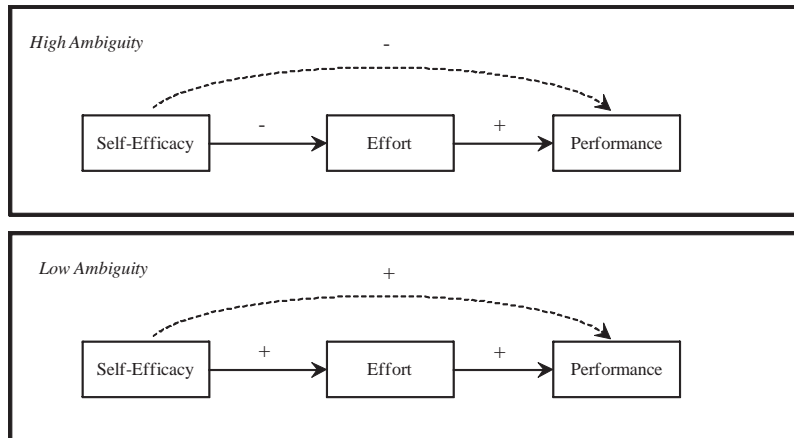 High Ambiguity
-
-
+
Self-Efficacy
Effort
Performance
Low Ambiguity
+
+
+
Self-Efficacy
Effort
Performance